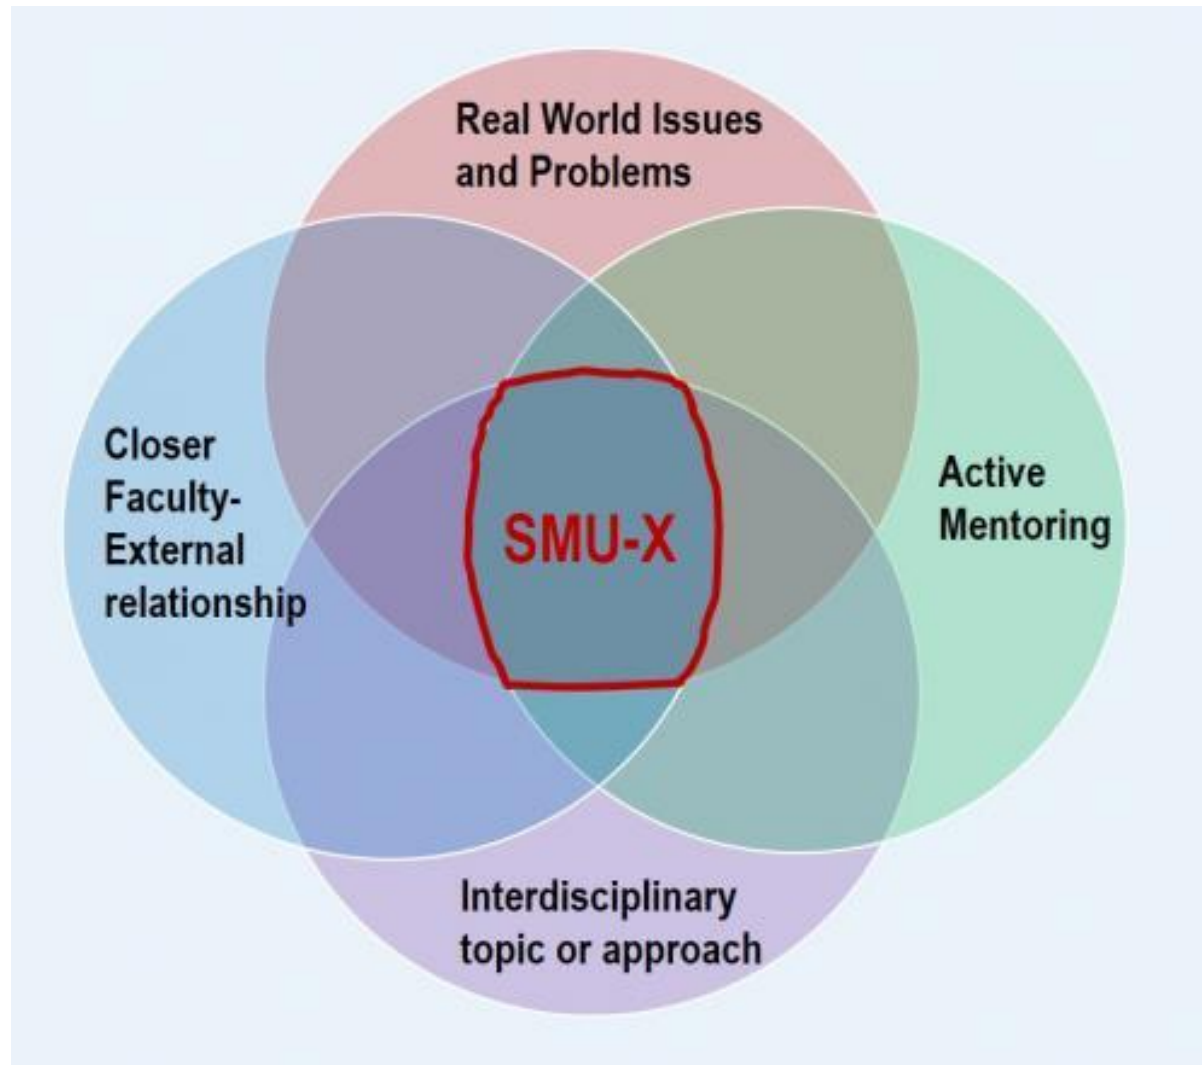 Real World Issues
and Problems
Closer
Faculty-
External
relationship
SMU-X
Active
Mentoring
Interdisciplinary
topic or approach